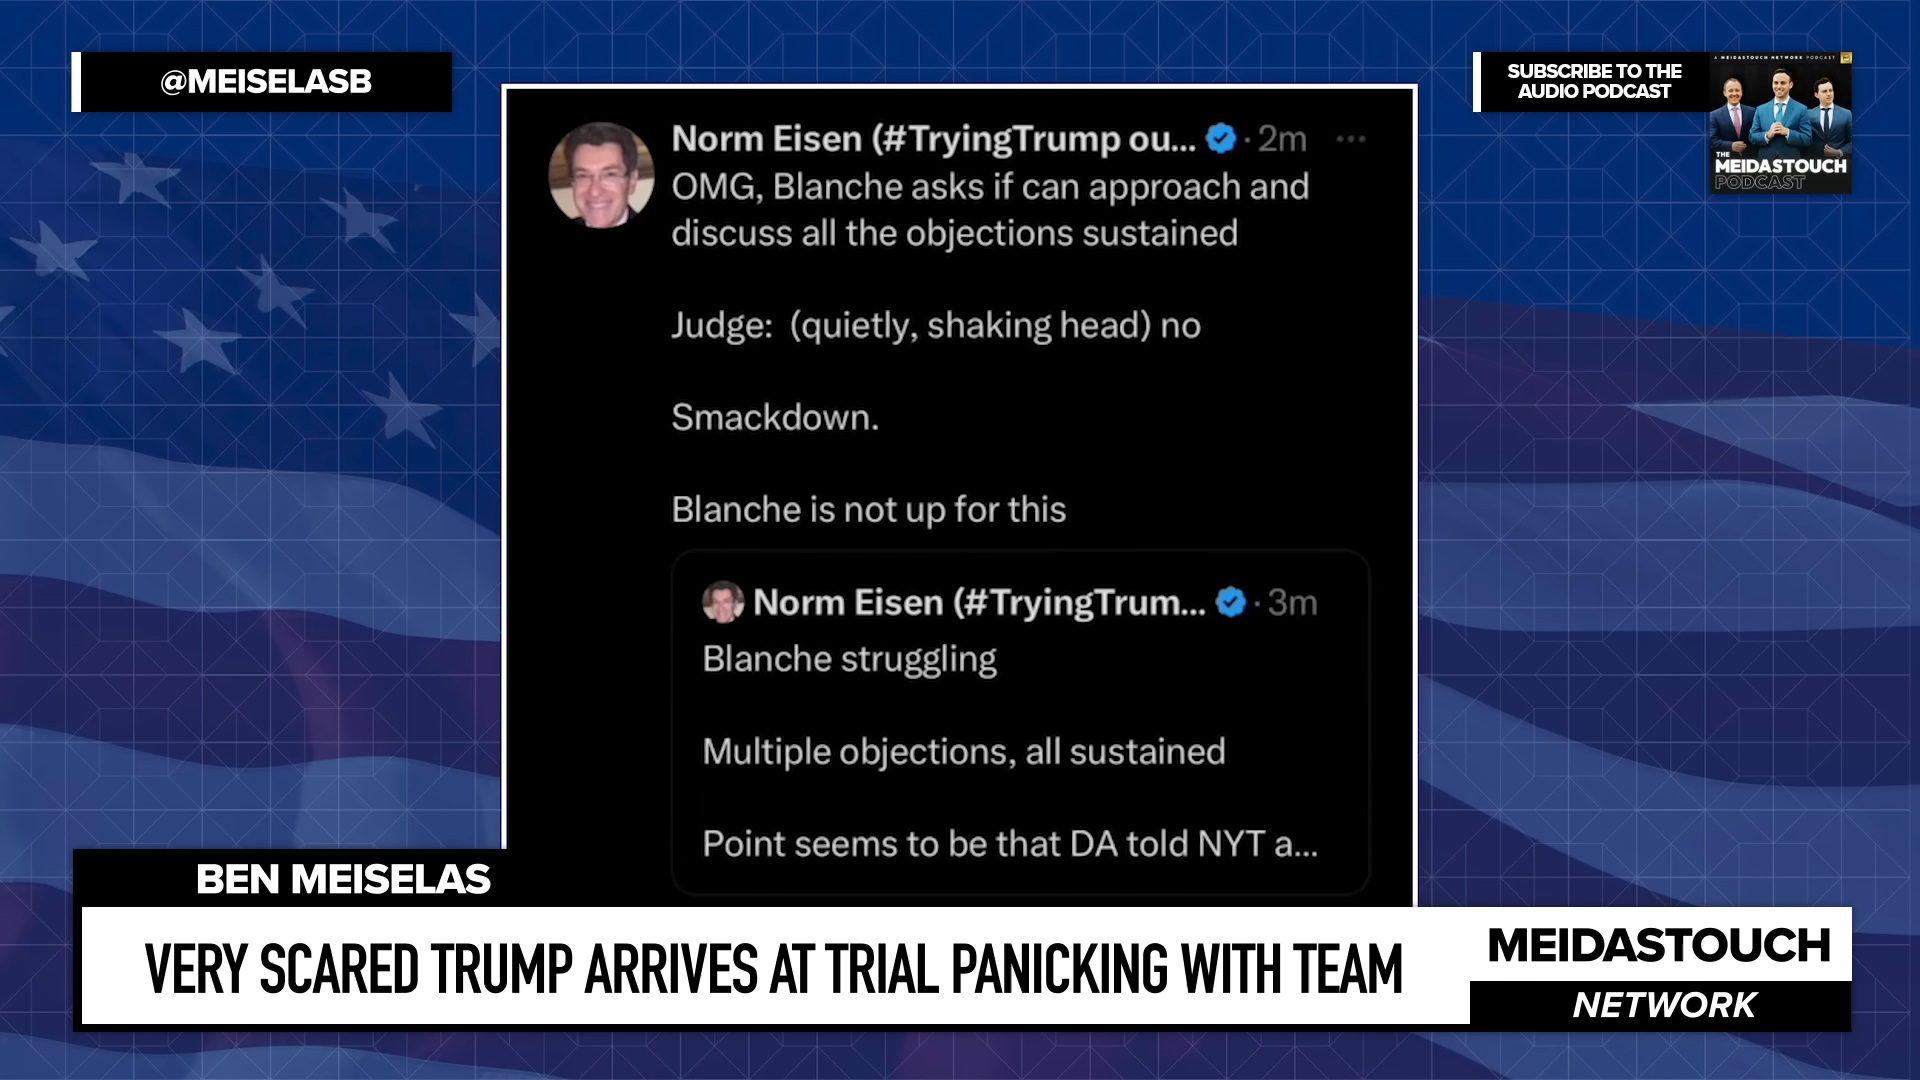 @MEISELASB
SUBSCRIBE TO THE
AUDIO PODCAST
A MEIDASTOUCH NETWORK PODCAST
THE
MEIDASTOUCH
PODCAST
Norm Eisen (#TryingTrump ou... · 2m ···
OMG, Blanche asks if can approach and
discuss all the objections sustained
Judge:  (quietly, shaking head) no
Smackdown.
Blanche is not up for this
Norm Eisen (#TryingTrum... · 3m
Blanche struggling
Multiple objections, all sustained
Point seems to be that DA told NYT a...
BEN MEISELAS
VERY SCARED TRUMP ARRIVES AT TRIAL PANICKING WITH TEAM
MEIDASTOUCH
NETWORK